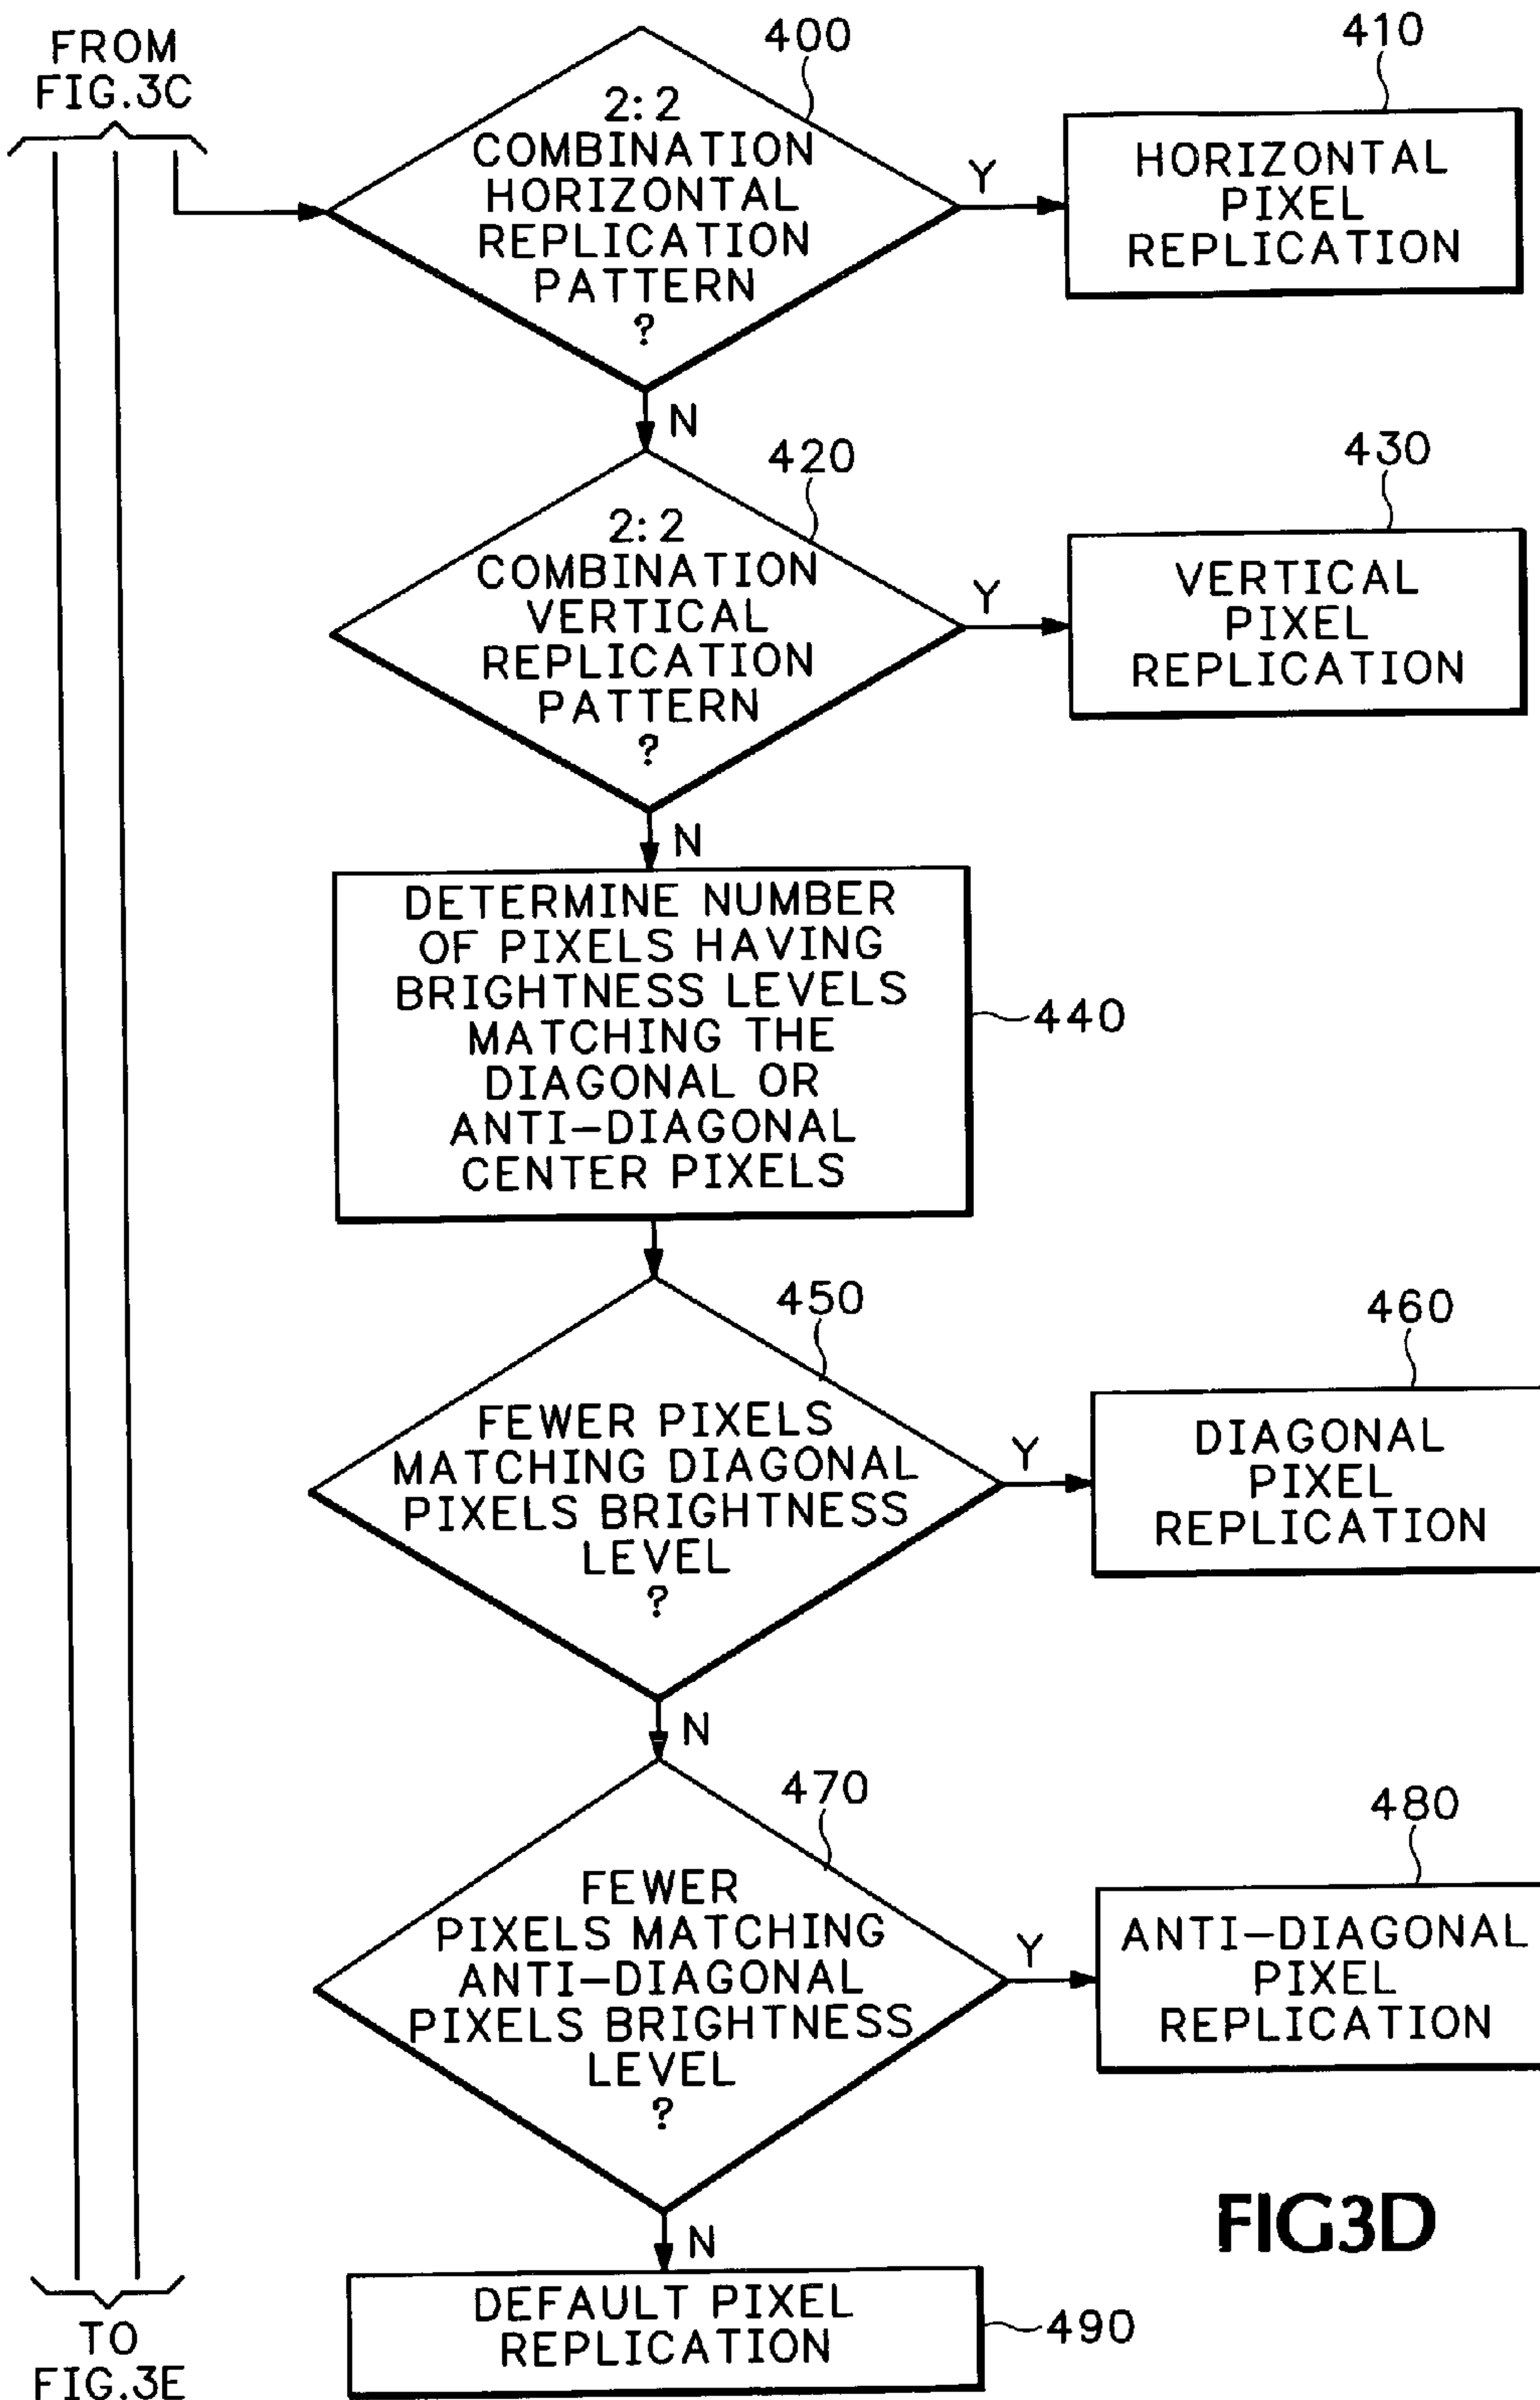 FROM
FIG.3C
400
2:2
COMBINATION
HORIZONTAL
REPLICATION
PATTERN
?
Y
410
HORIZONTAL
PIXEL
REPLICATION
N
420
2:2
COMBINATION
VERTICAL
REPLICATION
PATTERN
?
Y
430
VERTICAL
PIXEL
REPLICATION
N
DETERMINE NUMBER
OF PIXELS HAVING
BRIGHTNESS LEVELS
MATCHING THE
DIAGONAL OR
ANTI-DIAGONAL
CENTER PIXELS
440
450
FEWER PIXELS
MATCHING DIAGONAL
PIXELS BRIGHTNESS
LEVEL
?
Y
460
DIAGONAL
PIXEL
REPLICATION
N
470
FEWER
PIXELS MATCHING
ANTI-DIAGONAL
PIXELS BRIGHTNESS
LEVEL
?
Y
480
ANTI-DIAGONAL
PIXEL
REPLICATION
N
DEFAULT PIXEL
REPLICATION
490
TO
FIG.3E
FIG3D